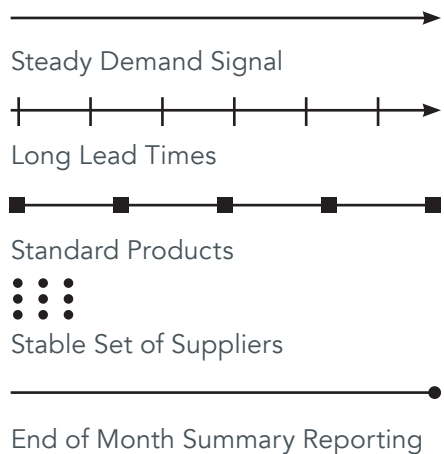 Steady Demand Signal
Long Lead Times
Standard Products
Stable Set of Suppliers
End of Month Summary Reporting